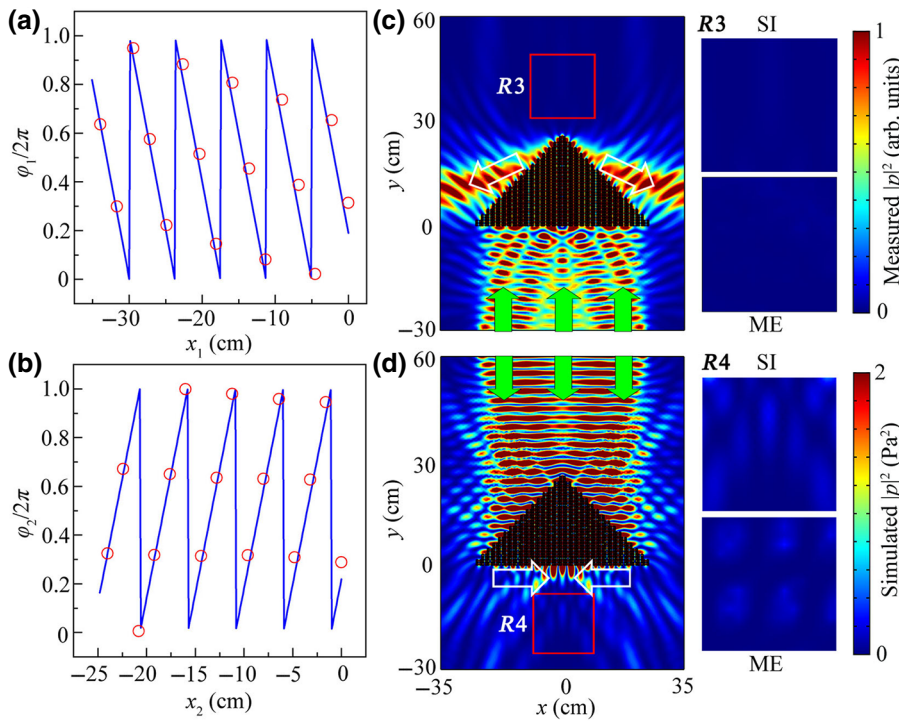 (a)
φ₁/2π
1.0
0.8
0.6
0.4
0.2
0
−30
−20
−10
0
x₁ (cm)
(b)
φ₂/2π
1.0
0.8
0.6
0.4
0.2
0
−25
−20
−15
−10
−5
0
x₂ (cm)
(c)
y (cm)
60
30
0
−30
R3
R3 SI
ME
1
0
Measured |p|² (arb. units)
(d)
y (cm)
60
30
0
−30
R4
−35
0
35
x (cm)
R4 SI
ME
2
0
Simulated |p|² (Pa²)